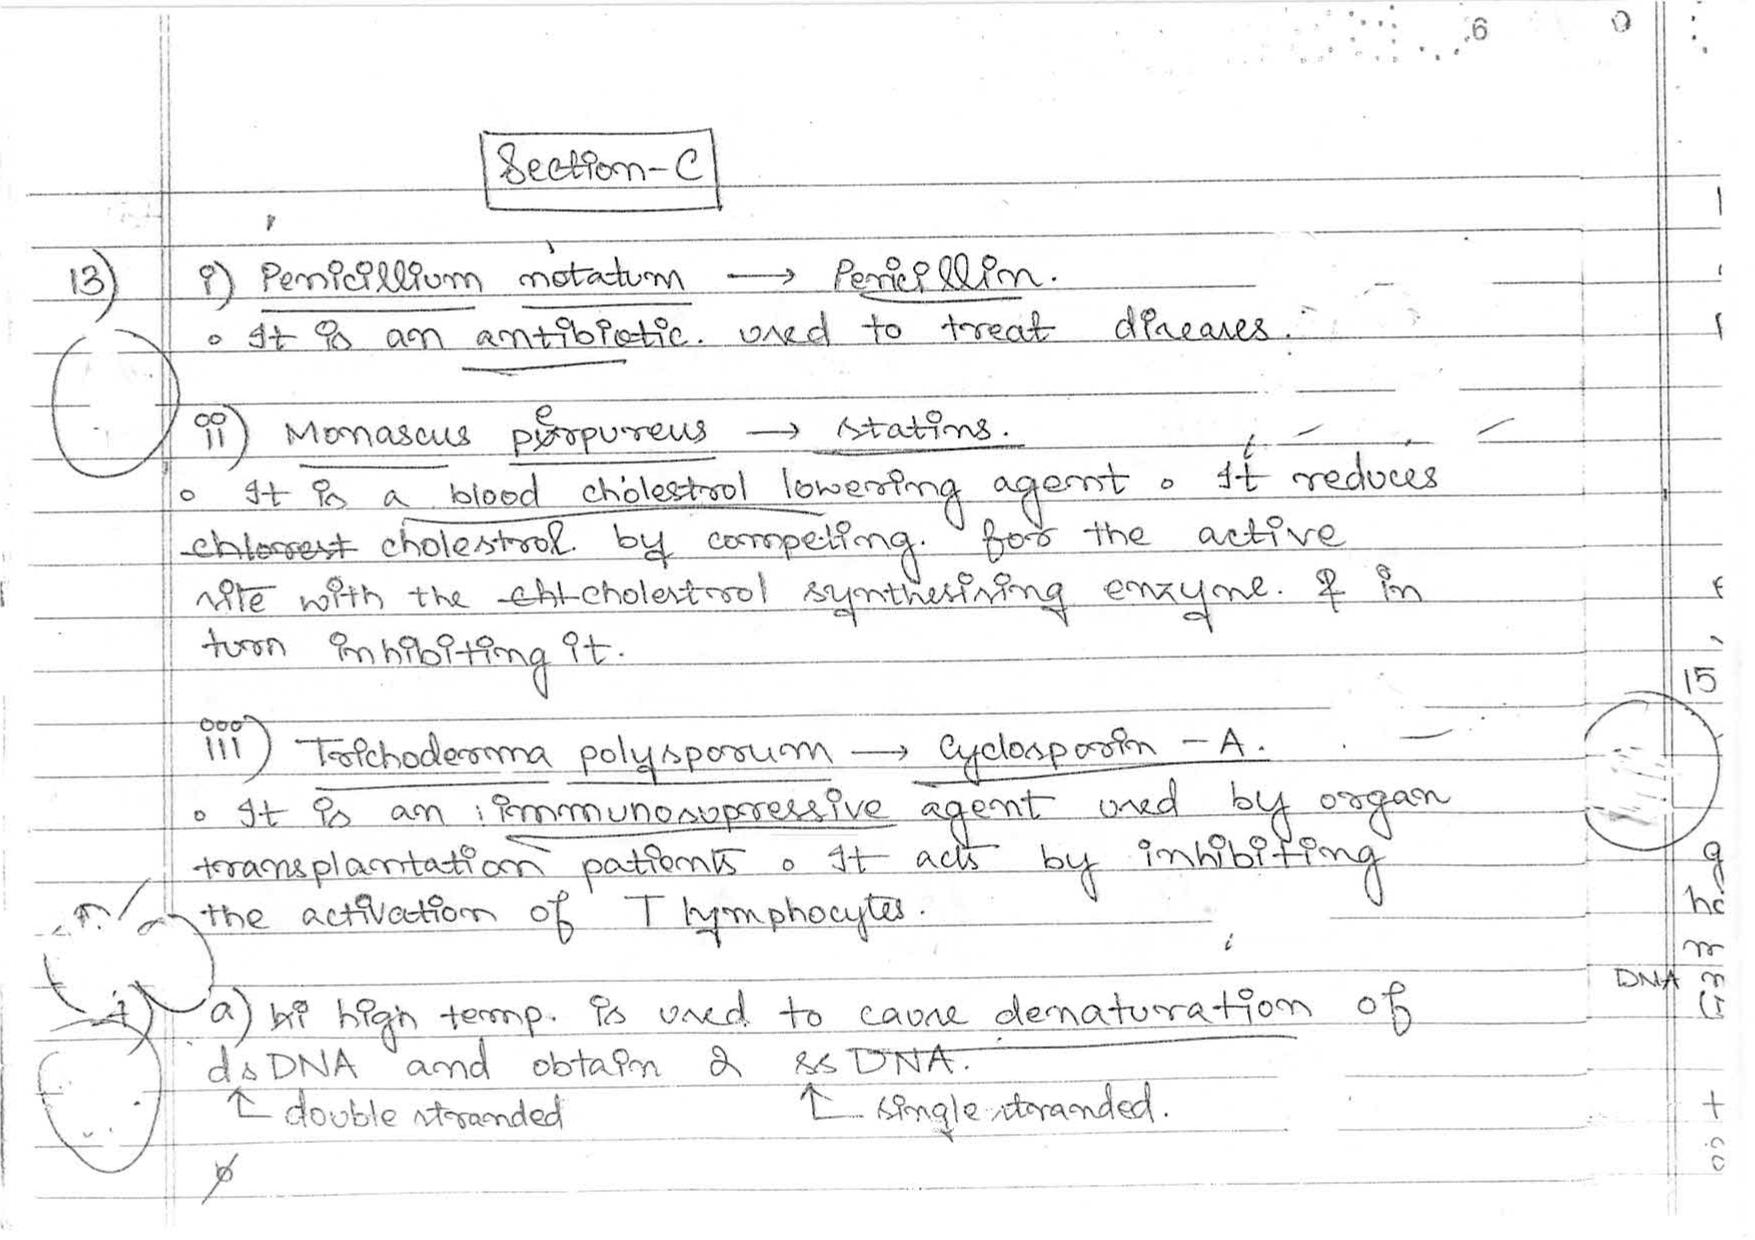 6 0
Section-C
13) i) Penicillium notatum → Penicillin.
• It is an antibiotic. used to treat diseases.
ii) Monascus perpureus → statins.
• It is a blood cholestrol lowering agent. It reduces
chlorest cholestrol by competing. for the active
site with the chl cholestrol synthesising enzyme. & in
turn inhibiting it.
15
iii) Trichoderma polysporum → Cyclosporin - A.
• It is an immunosupressive agent used by organ
transplantation patients. It acts by inhibiting
the activation of T lymphocytes.
DNA
a) hi high temp. is used to cause denaturation of
dsDNA and obtain 2 ssDNA.
↑ double stranded ↑ single stranded.